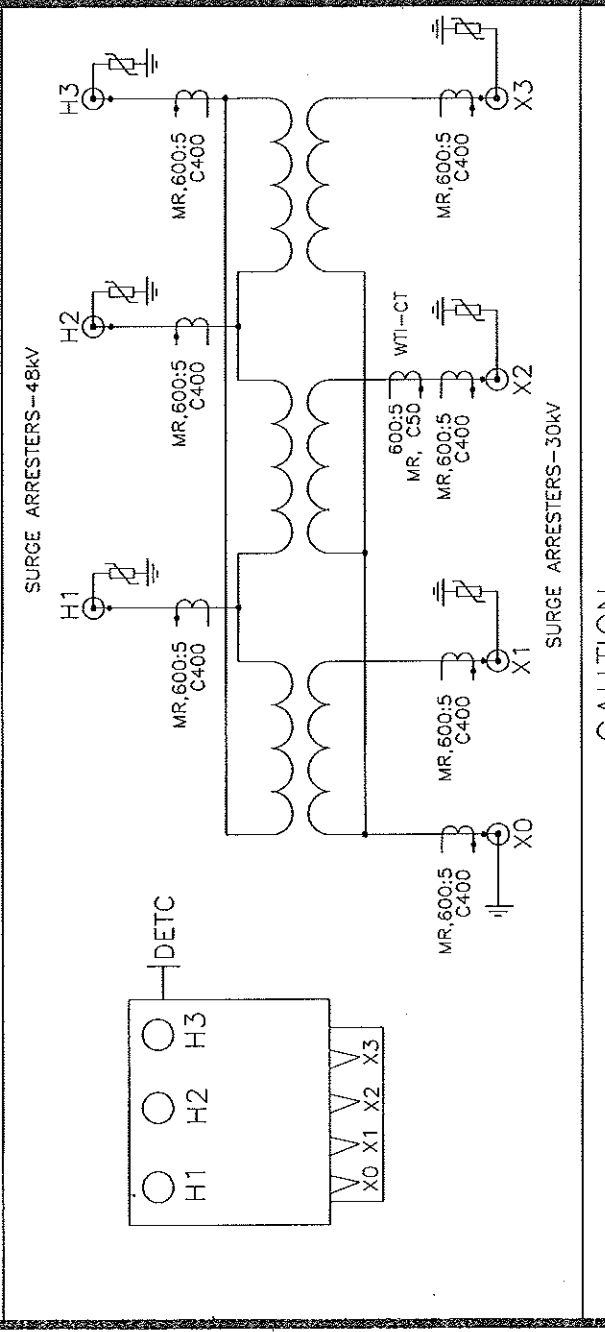 SURGE ARRESTERS-48kV
H1
H2
H3
MR,600:5
C400
MR,600:5
C400
MR,600:5
C400
DETC
H1
H2
H3
X0
X1
X2
X3
600:5
MR, C50
WTI-CT
MR,600:5
C400
MR,600:5
C400
MR,600:5
C400
MR,600:5
C400
X0
X1
X2
X3
SURGE ARRESTERS-30kV
CAUTION